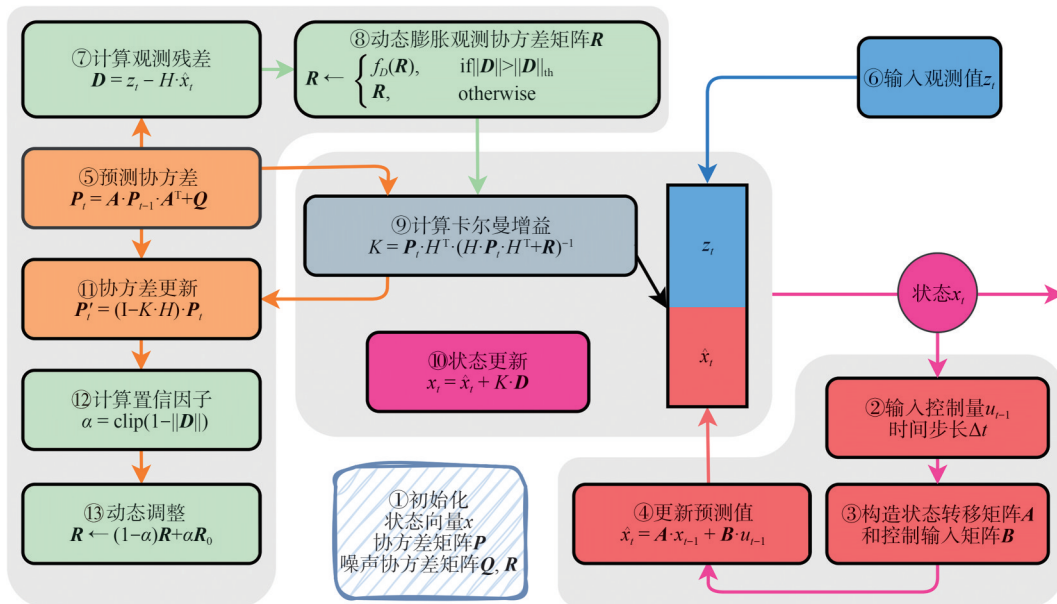 ⑦计算观测残差
D = z_t − H·x̂_t
⑧动态膨胀观测协方差矩阵R
R ← { f_D(R), if||D||>||D||_th
R, otherwise
⑥输入观测值z_t
⑤预测协方差
P_t = A·P_{t-1}·A^T+Q
⑨计算卡尔曼增益
K = P_t·H^T·(H·P_t·H^T+R)^{-1}
z_t
x̂_t
状态x_t
⑪协方差更新
P_t′ = (I−K·H)·P_t
⑩状态更新
x_t = x̂_t + K·D
⑫计算置信因子
α = clip(1−||D||)
②输入控制量u_{t-1}
时间步长Δt
⑬动态调整
R ← (1-α)R+αR_0
①初始化
状态向量x
协方差矩阵P
噪声协方差矩阵Q, R
④更新预测值
x̂_t = A·x_{t-1} + B·u_{t-1}
③构造状态转移矩阵A
和控制输入矩阵B